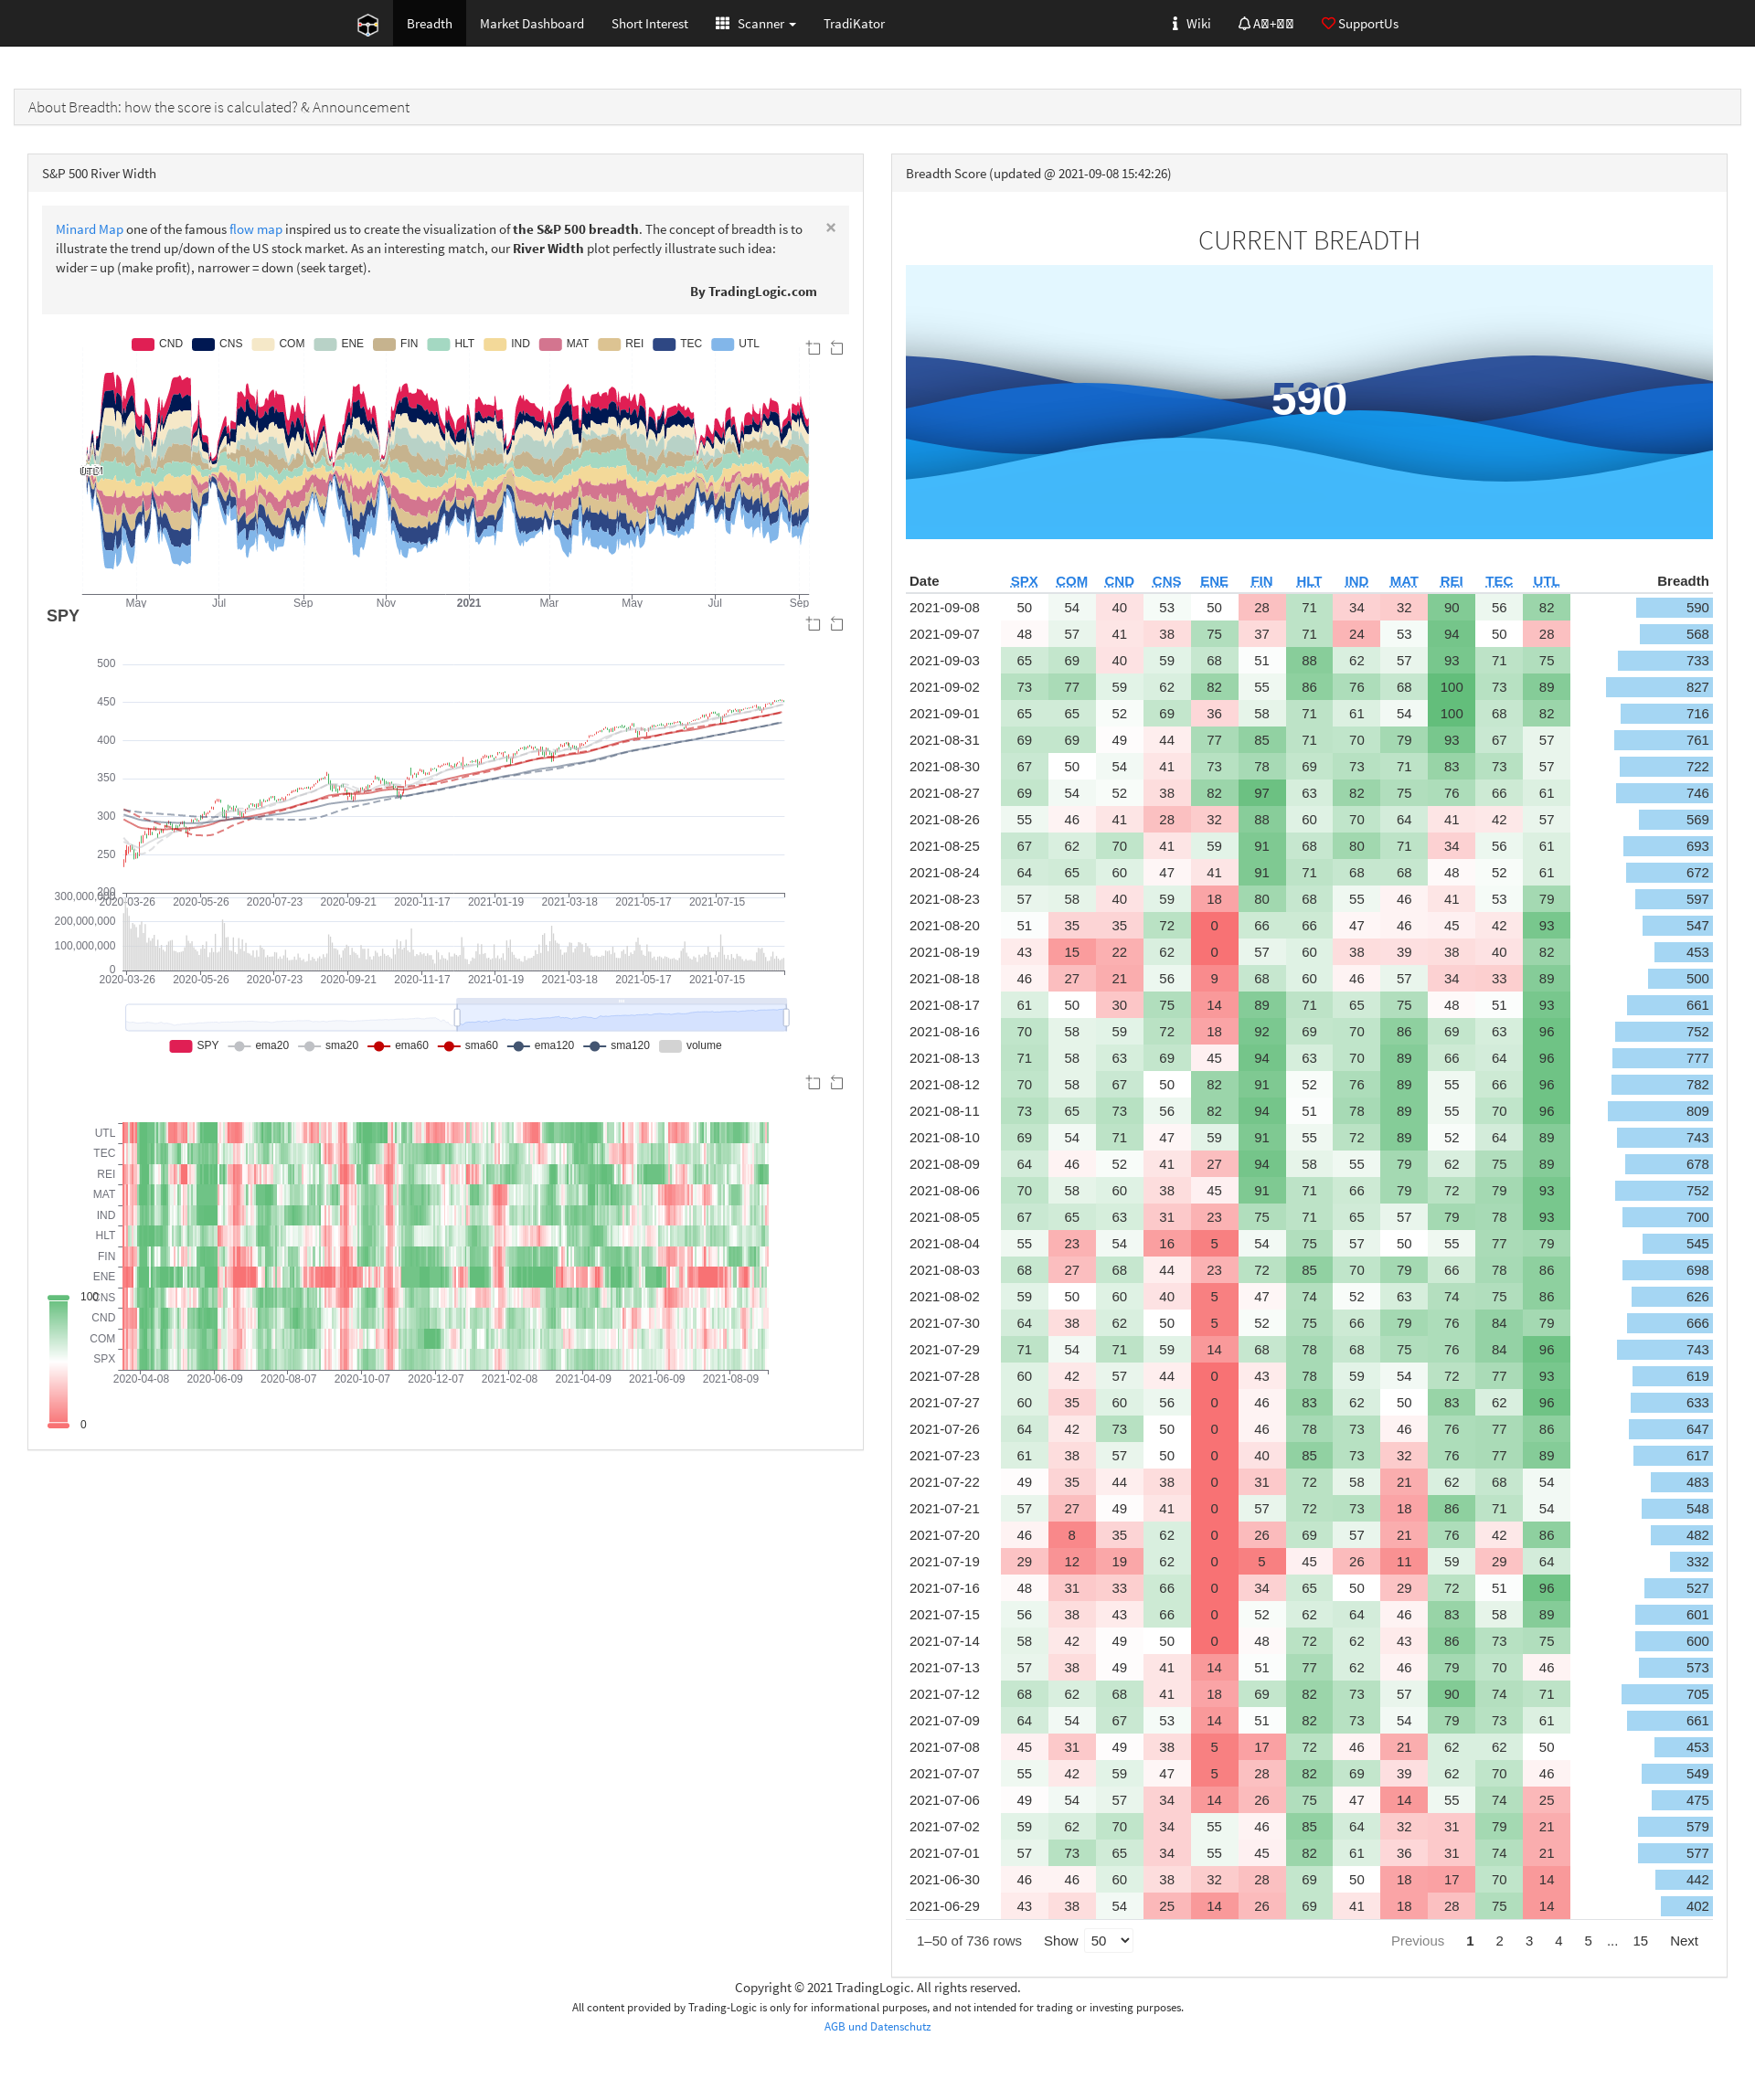 Breadth Market Dashboard Short Interest Scanner TradiKator Wiki SupportUs
About Breadth: how the score is calculated? & Announcement
S&P 500 River Width
Minard Map one of the famous flow map inspired us to create the visualization of the S&P 500 breadth. The concept of breadth is to
illustrate the trend up/down of the US stock market. As an interesting match, our River Width plot perfectly illustrate such idea:
wider = up (make profit), narrower = down (seek target).
×
By TradingLogic.com
CND CNS COM ENE FIN HLT IND MAT REI TEC UTL
May Jul Sep Nov 2021 Mar May Jul Sep
SPY
500
450
400
350
300
250
200
2020-03-26 2020-05-26 2020-07-23 2020-09-21 2020-11-17 2021-01-19 2021-03-18 2021-05-17 2021-07-15
300,000,000
200,000,000
100,000,000
0
2020-03-26 2020-05-26 2020-07-23 2020-09-21 2020-11-17 2021-01-19 2021-03-18 2021-05-17 2021-07-15
SPY ema20 sma20 ema60 sma60 ema120 sma120 volume
UTL
TEC
REI
MAT
IND
HLT
FIN
ENE
CNS
CND
COM
SPX
2020-04-08 2020-06-09 2020-08-07 2020-10-07 2020-12-07 2021-02-08 2021-04-09 2021-06-09 2021-08-09
100
0
Breadth Score (updated @ 2021-09-08 15:42:26)
CURRENT BREADTH
590
Date SPX COM CND CNS ENE FIN HLT IND MAT REI TEC UTL Breadth
2021-09-08 50 54 40 53 50 28 71 34 32 90 56 82 590
2021-09-07 48 57 41 38 75 37 71 24 53 94 50 28 568
2021-09-03 65 69 40 59 68 51 88 62 57 93 71 75 733
2021-09-02 73 77 59 62 82 55 86 76 68 100 73 89 827
2021-09-01 65 65 52 69 36 58 71 61 54 100 68 82 716
2021-08-31 69 69 49 44 77 85 71 70 79 93 67 57 761
2021-08-30 67 50 54 41 73 78 69 73 71 83 73 57 722
2021-08-27 69 54 52 38 82 97 63 82 75 76 66 61 746
2021-08-26 55 46 41 28 32 88 60 70 64 41 42 57 569
2021-08-25 67 62 70 41 59 91 68 80 71 34 56 61 693
2021-08-24 64 65 60 47 41 91 71 68 68 48 52 61 672
2021-08-23 57 58 40 59 18 80 68 55 46 41 53 79 597
2021-08-20 51 35 35 72 0 66 66 47 46 45 42 93 547
2021-08-19 43 15 22 62 0 57 60 38 39 38 40 82 453
2021-08-18 46 27 21 56 9 68 60 46 57 34 33 89 500
2021-08-17 61 50 30 75 14 89 71 65 75 48 51 93 661
2021-08-16 70 58 59 72 18 92 69 70 86 69 63 96 752
2021-08-13 71 58 63 69 45 94 63 70 89 66 64 96 777
2021-08-12 70 58 67 50 82 91 52 76 89 55 66 96 782
2021-08-11 73 65 73 56 82 94 51 78 89 55 70 96 809
2021-08-10 69 54 71 47 59 91 55 72 89 52 64 89 743
2021-08-09 64 46 52 41 27 94 58 55 79 62 75 89 678
2021-08-06 70 58 60 38 45 91 71 66 79 72 79 93 752
2021-08-05 67 65 63 31 23 75 71 65 57 79 78 93 700
2021-08-04 55 23 54 16 5 54 75 57 50 55 77 79 545
2021-08-03 68 27 68 44 23 72 85 70 79 66 78 86 698
2021-08-02 59 50 60 40 5 47 74 52 63 74 75 86 626
2021-07-30 64 38 62 50 5 52 75 66 79 76 84 79 666
2021-07-29 71 54 71 59 14 68 78 68 75 76 84 96 743
2021-07-28 60 42 57 44 0 43 78 59 54 72 77 93 619
2021-07-27 60 35 60 56 0 46 83 62 50 83 62 96 633
2021-07-26 64 42 73 50 0 46 78 73 46 76 77 86 647
2021-07-23 61 38 57 50 0 40 85 73 32 76 77 89 617
2021-07-22 49 35 44 38 0 31 72 58 21 62 68 54 483
2021-07-21 57 27 49 41 0 57 72 73 18 86 71 54 548
2021-07-20 46 8 35 62 0 26 69 57 21 76 42 86 482
2021-07-19 29 12 19 62 0 5 45 26 11 59 29 64 332
2021-07-16 48 31 33 66 0 34 65 50 29 72 51 96 527
2021-07-15 56 38 43 66 0 52 62 64 46 83 58 89 601
2021-07-14 58 42 49 50 0 48 72 62 43 86 73 75 600
2021-07-13 57 38 49 41 14 51 77 62 46 79 70 46 573
2021-07-12 68 62 68 41 18 69 82 73 57 90 74 71 705
2021-07-09 64 54 67 53 14 51 82 73 54 79 73 61 661
2021-07-08 45 31 49 38 5 17 72 46 21 62 62 50 453
2021-07-07 55 42 59 47 5 28 82 69 39 62 70 46 549
2021-07-06 49 54 57 34 14 26 75 47 14 55 74 25 475
2021-07-02 59 62 70 34 55 46 85 64 32 31 79 21 579
2021-07-01 57 73 65 34 55 45 82 61 36 31 74 21 577
2021-06-30 46 46 60 38 32 28 69 50 18 17 70 14 442
2021-06-29 43 38 54 25 14 26 69 41 18 28 75 14 402
1–50 of 736 rows Show 50 Previous 1 2 3 4 5 ... 15 Next
Copyright © 2021 TradingLogic. All rights reserved.
All content provided by Trading-Logic is only for informational purposes, and not intended for trading or investing purposes.
AGB und Datenschutz